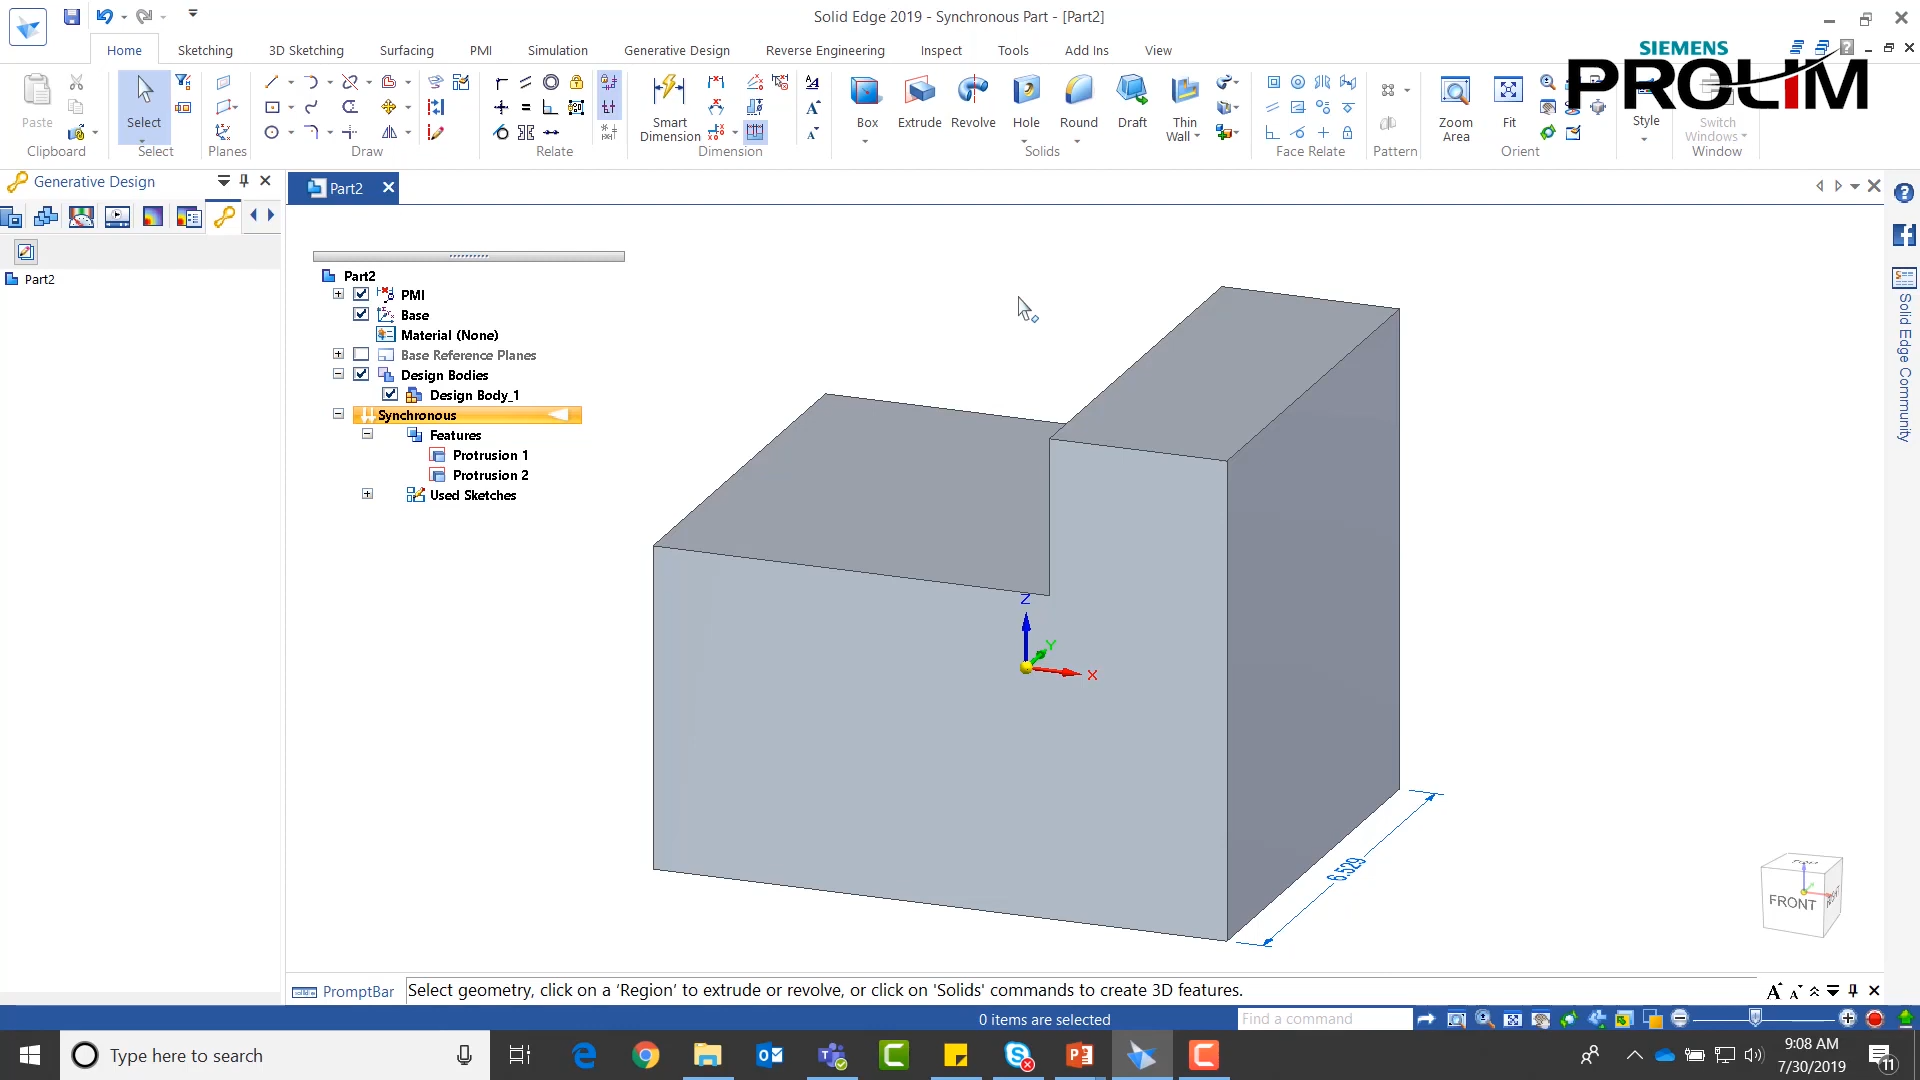 Solid Edge 2019 - Synchronous Part - [Part2]
Home
Sketching
3D Sketching
Surfacing
PMI
Simulation
Generative Design
Reverse Engineering
Inspect
Tools
Add Ins
View
SIEMENS
PROLIM
Paste
Clipboard
Select
Select
Planes
Draw
Relate
Smart
Dimension
Dimension
Box
Extrude
Revolve
Hole
Round
Draft
Thin
Wall
Solids
Face Relate
Pattern
Zoom
Area
Fit
Orient
Style
Switch
Windows
Window
Generative Design
Part2
Part2
Part2
PMI
Base
Material (None)
Base Reference Planes
Design Bodies
Design Body_1
Synchronous
Features
Protrusion 1
Protrusion 2
Used Sketches
Z
Y
X
6.529
FRONT
Solid Edge Community
PromptBar
Select geometry, click on a ‘Region’ to extrude or revolve, or click on 'Solids' commands to create 3D features.
0 items are selected
Find a command
Type here to search
9:08 AM
7/30/2019
11